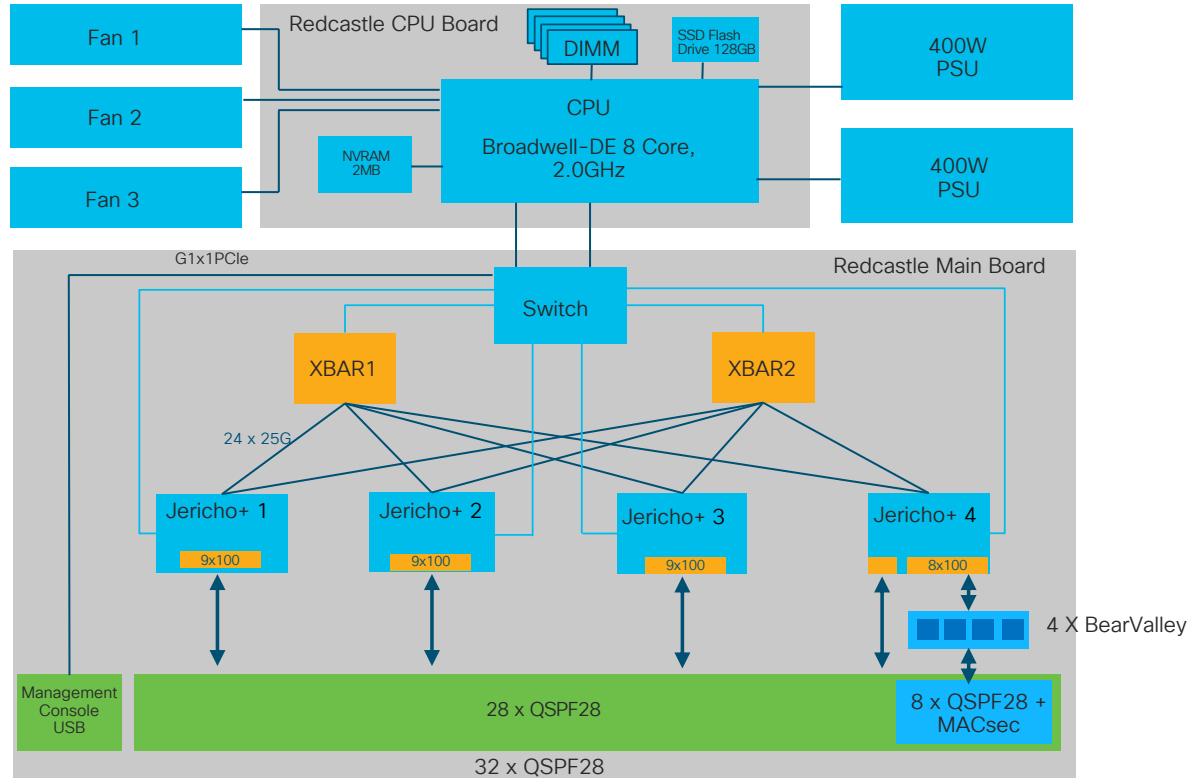 Fan 1
Fan 2
Fan 3
Redcastle CPU Board
DIMM
SSD Flash
Drive 128GB
CPU
Broadwell-DE 8 Core,
2.0GHz
NVRAM
2MB
400W
PSU
400W
PSU
G1x1PCIe
Redcastle Main Board
Switch
XBAR1
XBAR2
24 x 25G
Jericho+ 1
9x100
Jericho+ 2
9x100
Jericho+ 3
9x100
Jericho+ 4
8x100
4 X BearValley
Management
Console
USB
28 x QSPF28
8 x QSPF28 +
MACsec
32 x QSPF28